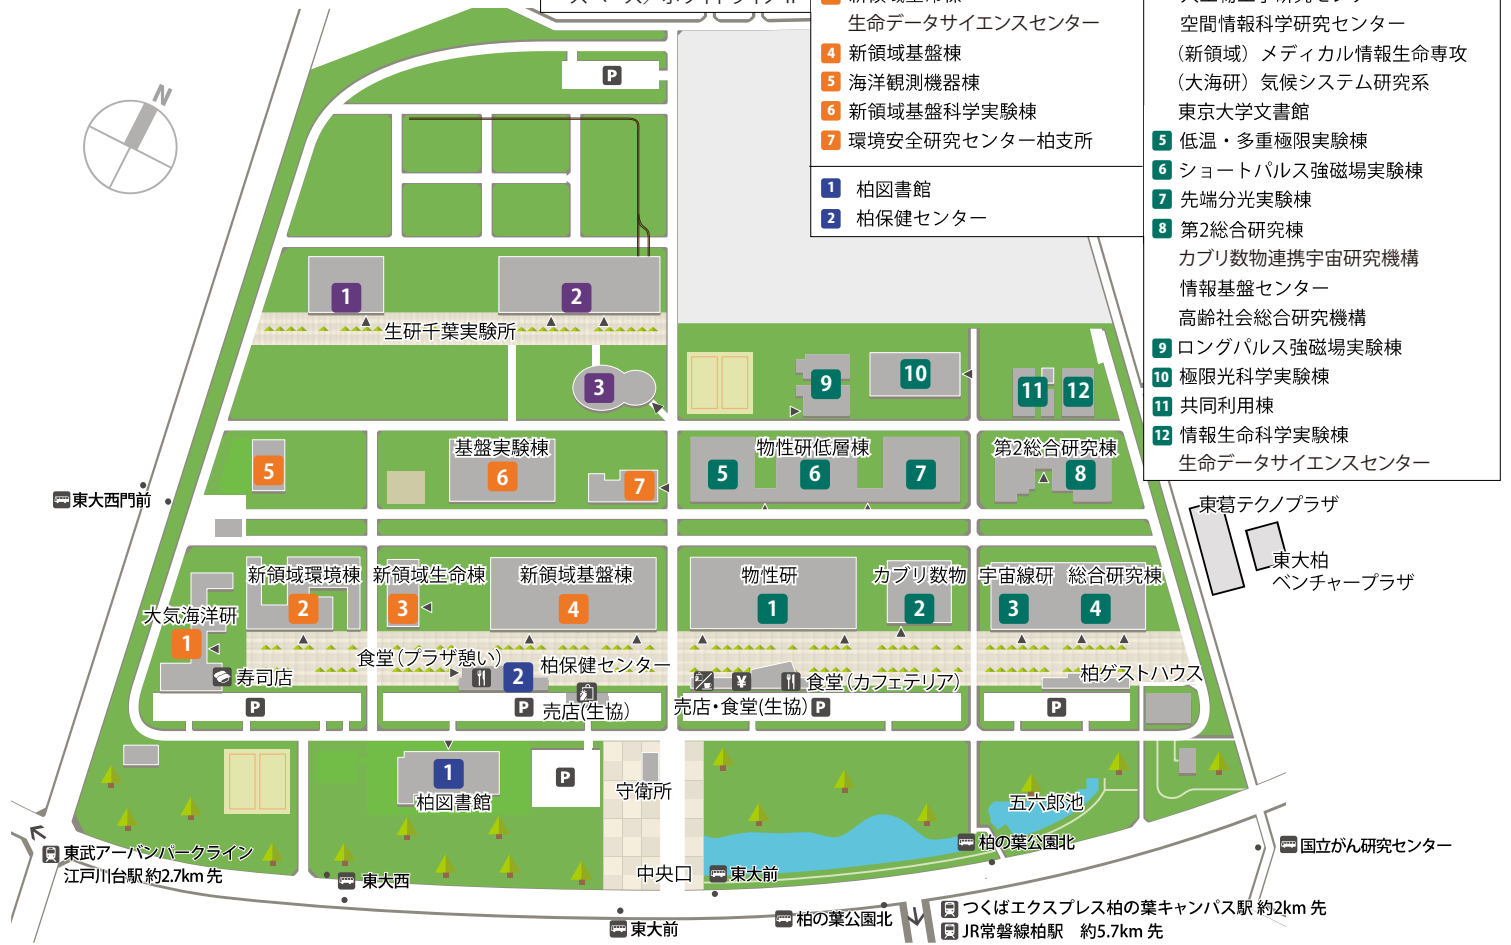 生命データサイエンスセンター
4 新領域基盤棟
5 海洋観測機器棟
6 新領域基盤科学実験棟
7 環境安全研究センター柏支所
1 柏図書館
2 柏保健センター
空間情報科学研究センター
（新領域）メディカル情報生命専攻
（大海研）気候システム研究系
東京大学文書館
5 低温・多重極限実験棟
6 ショートパルス強磁場実験棟
7 先端分光実験棟
8 第2総合研究棟
カブリ数物連携宇宙研究機構
情報基盤センター
高齢社会総合研究機構
9 ロングパルス強磁場実験棟
10 極限光科学実験棟
11 共同利用棟
12 情報生命科学実験棟
生命データサイエンスセンター
N
P
1
2
生研千葉実験所
3
9
10
11
12
5
基盤実験棟
6
7
物性研低層棟
5
6
7
第2総合研究棟
8
東大西門前
東葛テクノプラザ
東大柏
ベンチャープラザ
新領域環境棟
2
新領域生命棟
3
新領域基盤棟
4
物性研
1
カブリ数物
2
宇宙線研
3
総合研究棟
4
大気海洋研
1
寿司店
食堂（プラザ憩い）
2
柏保健センター
売店(生協)
¥
食堂（カフェテリア）
売店・食堂(生協)
柏ゲストハウス
P
P
P
P
1
柏図書館
P
守衛所
五六郎池
中央口
東武アーバンパークライン
江戸川台駅 約2.7km 先
東大西
東大前
東大前
柏の葉公園北
柏の葉公園北
国立がん研究センター
つくばエクスプレス柏の葉キャンパス駅 約2km 先
JR常磐線柏駅　約5.7km 先